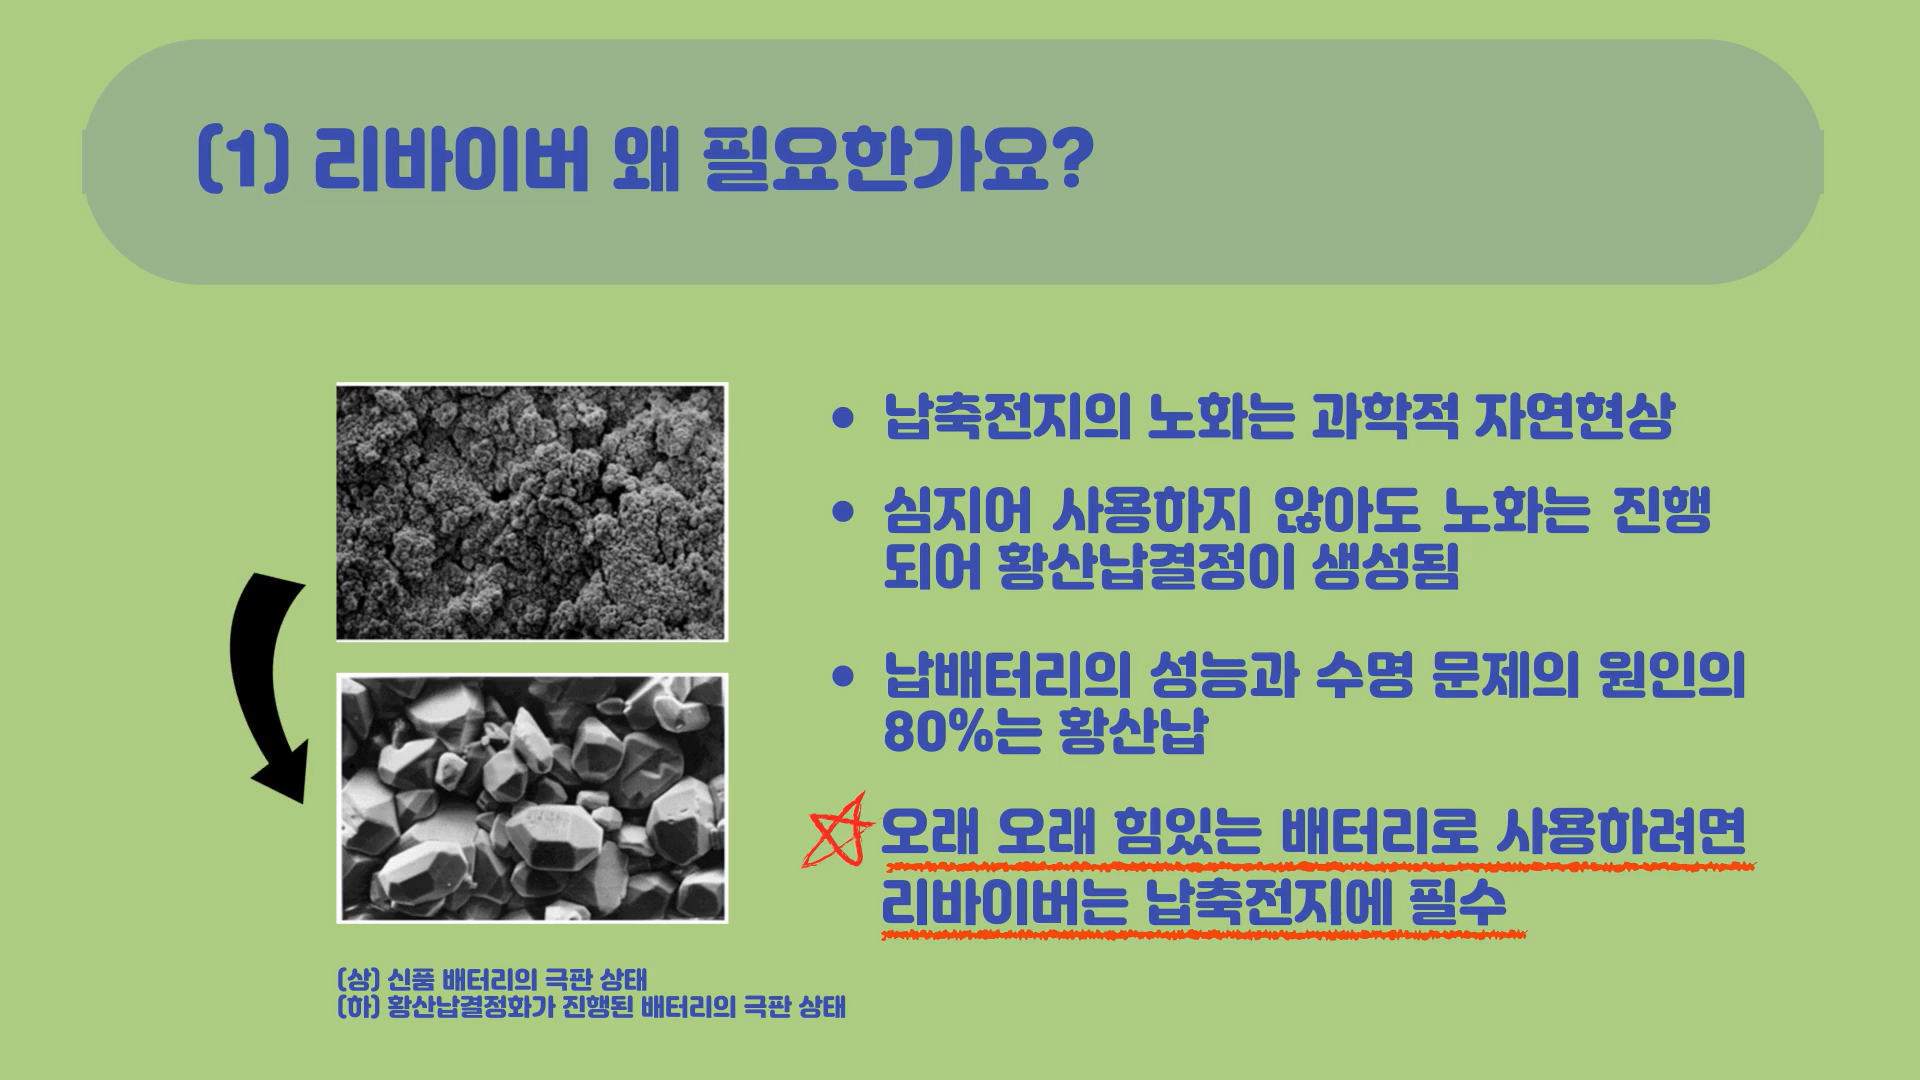 (1) 리바이버 왜 필요한가요?
• 납축전지의 노화는 과학적 자연현상
• 심지어 사용하지 않아도 노화는 진행
되어 황산납결정이 생성됨
• 납배터리의 성능과 수명 문제의 원인의
80%는 황산납
오래 오래 힘있는 배터리로 사용하려면
리바이버는 납축전지에 필수
(상) 신품 배터리의 극판 상태
(하) 황산납결정화가 진행된 배터리의 극판 상태